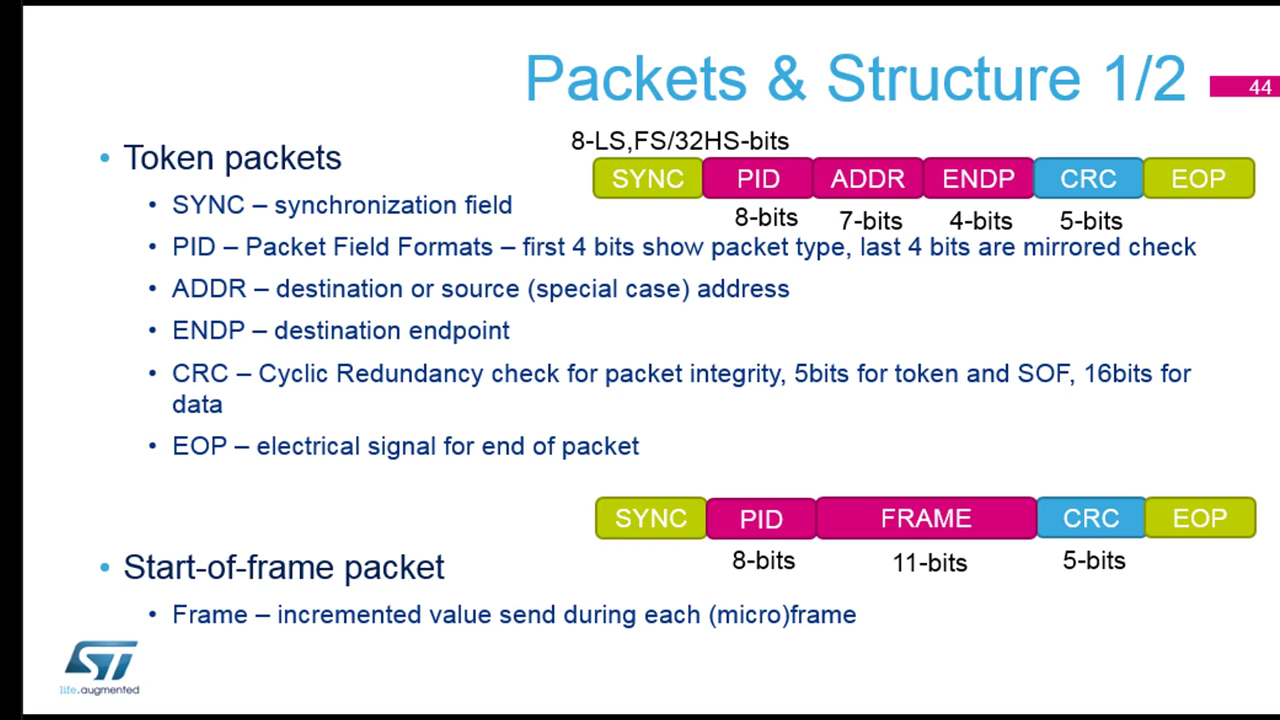 Packets & Structure 1/2
44
8-LS,FS/32HS-bits
• Token packets
SYNC PID ADDR ENDP CRC EOP
8-bits 7-bits 4-bits 5-bits
• SYNC – synchronization field
• PID – Packet Field Formats – first 4 bits show packet type, last 4 bits are mirrored check
• ADDR – destination or source (special case) address
• ENDP – destination endpoint
• CRC – Cyclic Redundancy check for packet integrity, 5bits for token and SOF, 16bits for
data
• EOP – electrical signal for end of packet
SYNC PID FRAME CRC EOP
8-bits 11-bits 5-bits
• Start-of-frame packet
• Frame – incremented value send during each (micro)frame
ST
life.augmented